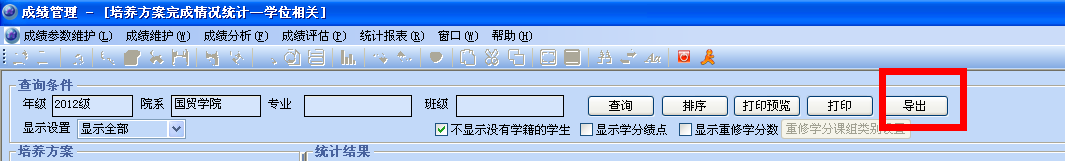 成绩管理 - [培养方案完成情况统计--学位相关]
成绩参数维护(L) 成绩维护(W) 成绩分析(F) 成绩评估(F) 统计报表(R) 窗口(W) 帮助(H)
查询条件
年级 2012级 院系 国贸学院 专业 班级 查询 排序 打印预览 打印 导出
显示设置 显示全部 不显示没有学籍的学生 显示学分绩点 显示重修学分数 重修学分课组类别设置
培养方案 统计结果